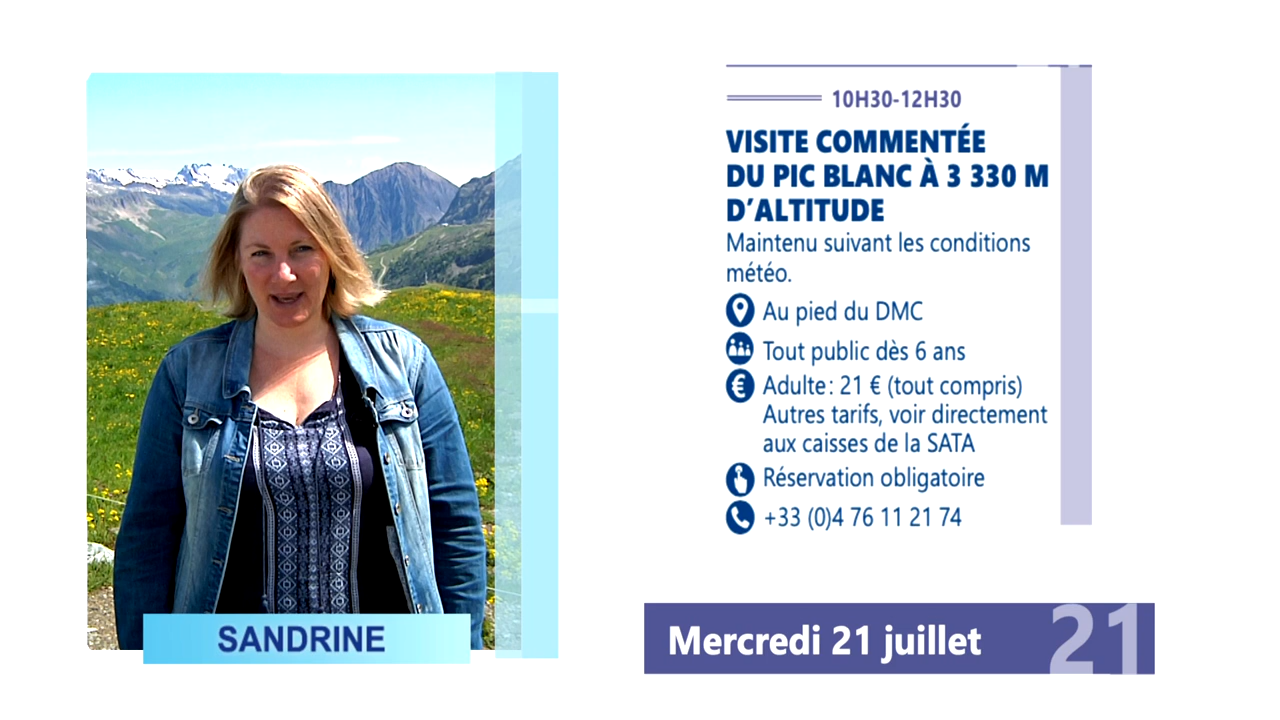 10H30-12H30
VISITE COMMENTÉE
DU PIC BLANC À 3 330 M
D'ALTITUDE
Maintenu suivant les conditions
météo.
Au pied du DMC
Tout public dès 6 ans
Adulte : 21 € (tout compris)
Autres tarifs, voir directement
aux caisses de la SATA
Réservation obligatoire
+33 (0)4 76 11 21 74
SANDRINE
Mercredi 21 juillet 21